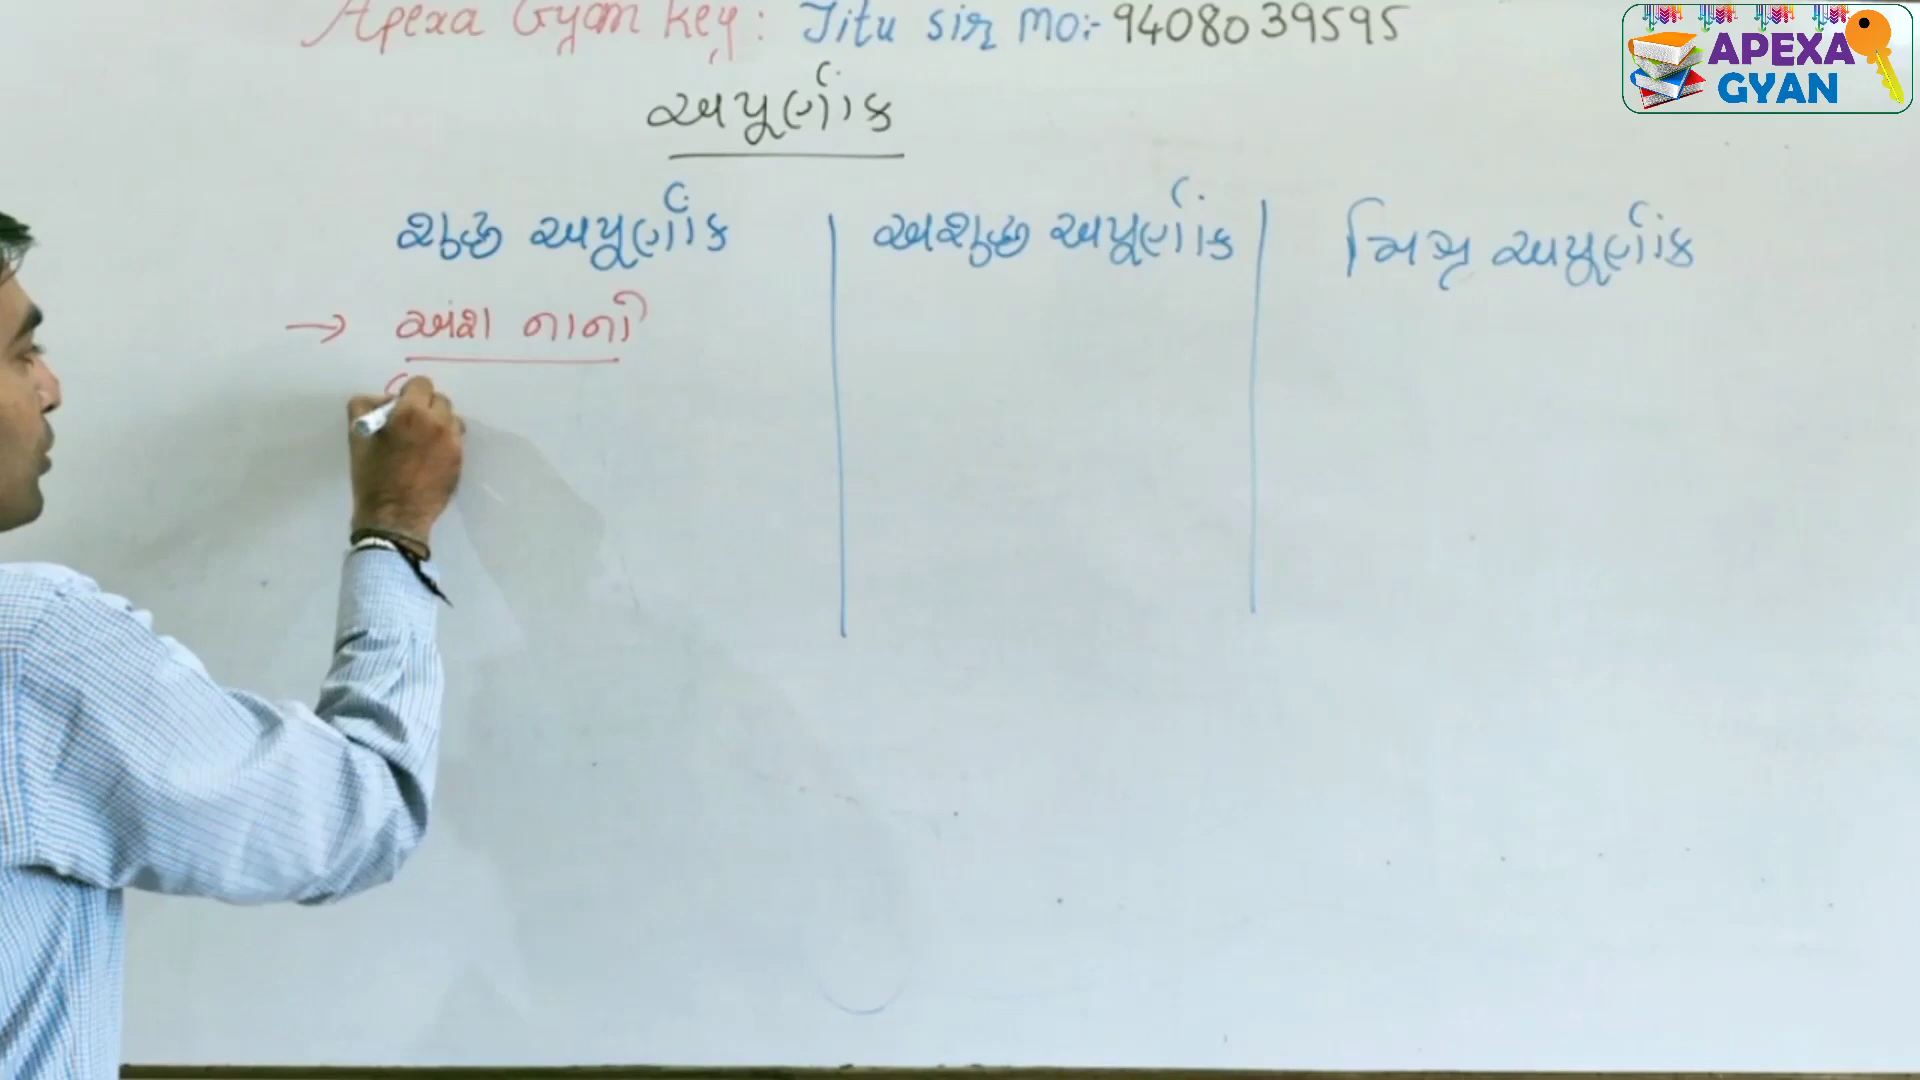 Apexa Gyan Key: Jitu sir mo:- 9408039595
APEXA
GYAN
અપૂર્ણાંક
શુદ્ધ અપૂર્ણાંક
અશુદ્ધ અપૂર્ણાંક
મિશ્ર અપૂર્ણાંક
→ અંશ નાનો